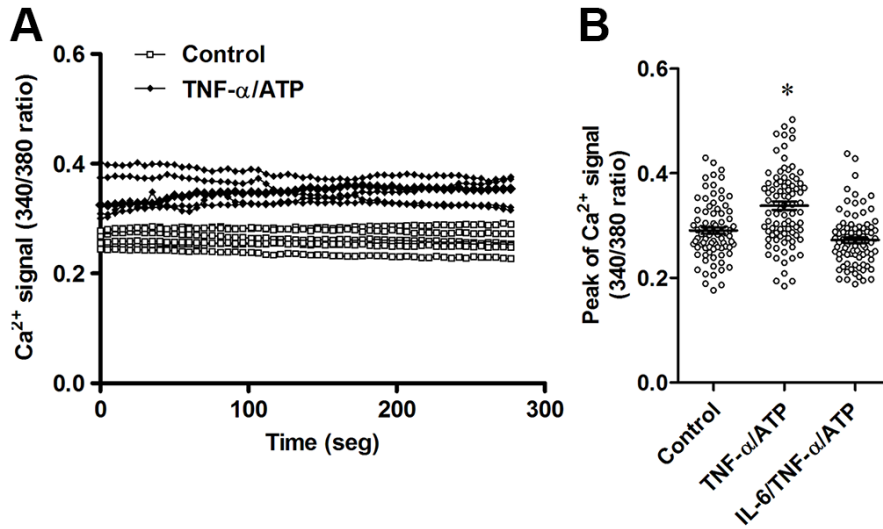 A
Control
TNF-α/ATP
0.6
0.4
0.2
0.0
Ca²⁺ signal (340/380 ratio)
0
100
200
300
Time (seg)
B
*
0.6
0.4
0.2
0.0
Peak of Ca²⁺ signal
(340/380 ratio)
Control
TNF-α/ATP
IL-6/TNF-α/ATP